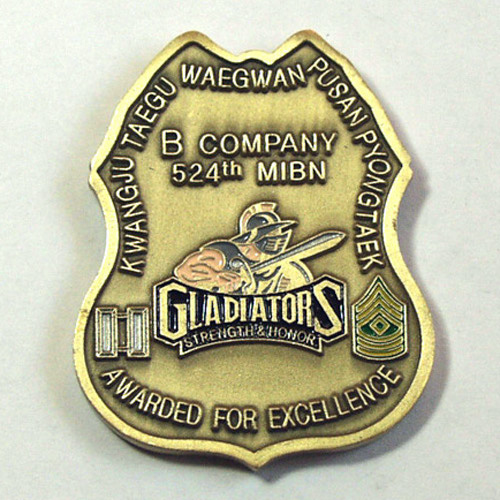 KWANGJU TAEGU WAEGWAN PUSAN PYONGTAEK
B COMPANY
524th MIBN
GLADIATORS
STRENGTH & HONOR
AWARDED FOR EXCELLENCE